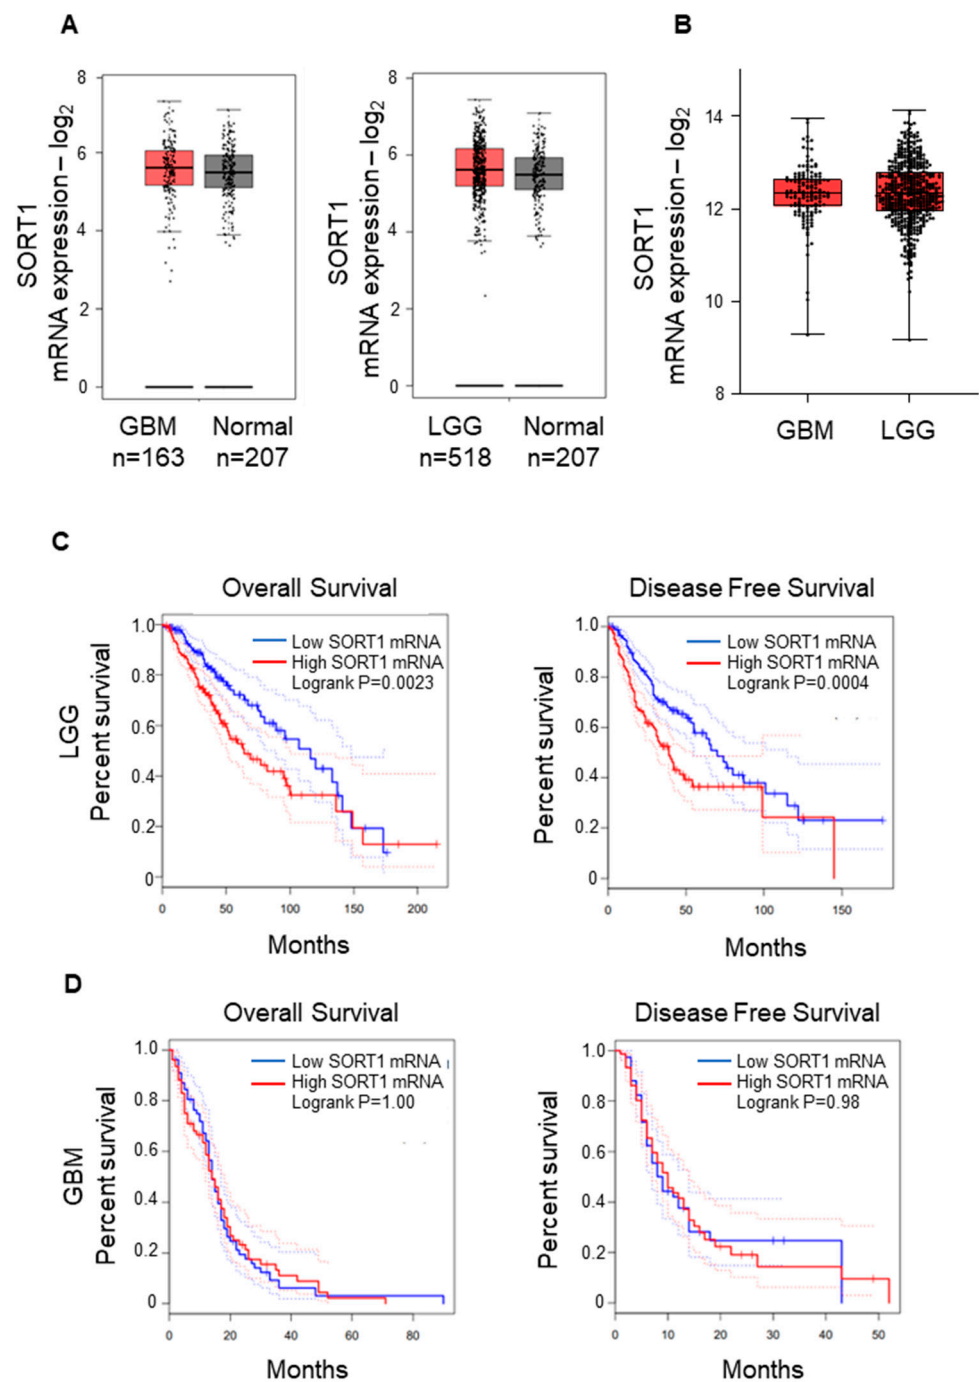 A
SORT1
mRNA expression – log2
8
6
4
2
0
GBM
n=163
Normal
n=207
SORT1
mRNA expression – log2
8
6
4
2
0
LGG
n=518
Normal
n=207
B
SORT1
mRNA expression – log2
14
12
10
8
GBM
LGG
C
LGG
Overall Survival
Percent survival
1.0
0.8
0.6
0.4
0.2
0
Low SORT1 mRNA
High SORT1 mRNA
Logrank P=0.0023
0 50 100 150 200
Months
Disease Free Survival
Percent survival
1.0
0.8
0.6
0.4
0.2
0
Low SORT1 mRNA
High SORT1 mRNA
Logrank P=0.0004
0 50 100 150
Months
D
GBM
Overall Survival
Percent survival
1.0
0.8
0.6
0.4
0.2
0
Low SORT1 mRNA
High SORT1 mRNA
Logrank P=1.00
0 20 40 60 80
Months
Disease Free Survival
Percent survival
1.0
0.8
0.6
0.4
0.2
0
Low SORT1 mRNA
High SORT1 mRNA
Logrank P=0.98
0 10 20 30 40 50
Months